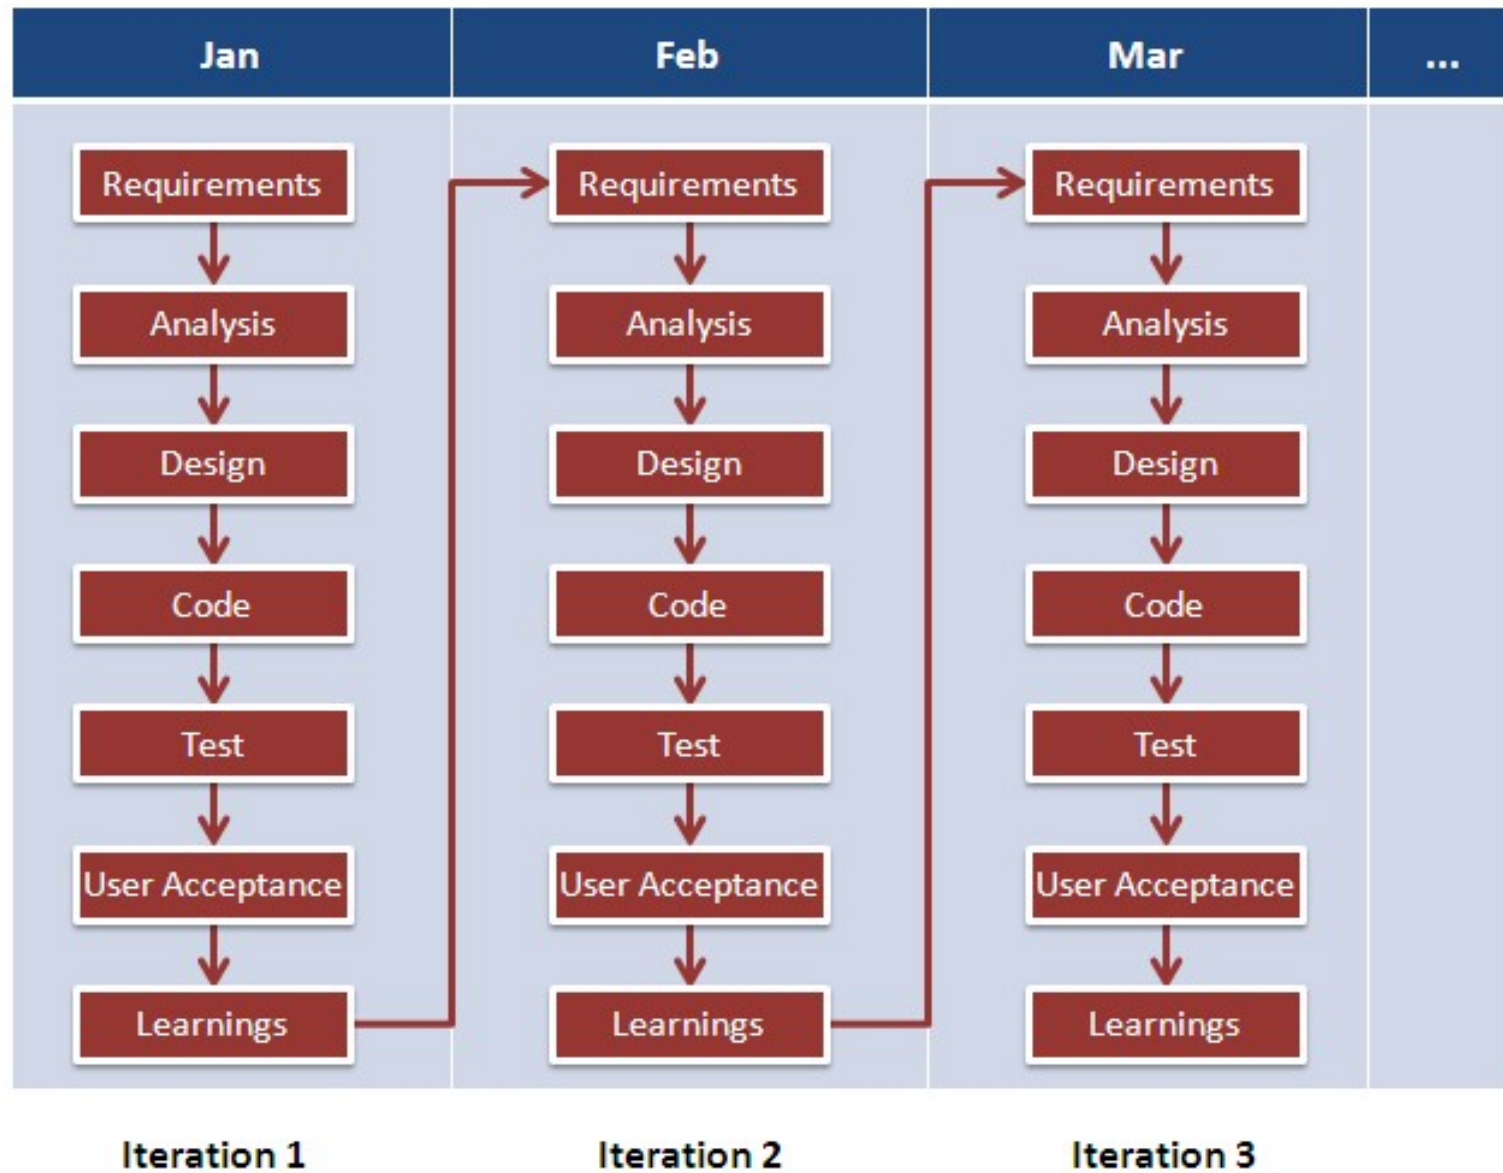 Jan Feb Mar ...
Requirements Requirements Requirements
Analysis Analysis Analysis
Design Design Design
Code Code Code
Test Test Test
User Acceptance User Acceptance User Acceptance
Learnings Learnings Learnings
Iteration 1 Iteration 2 Iteration 3